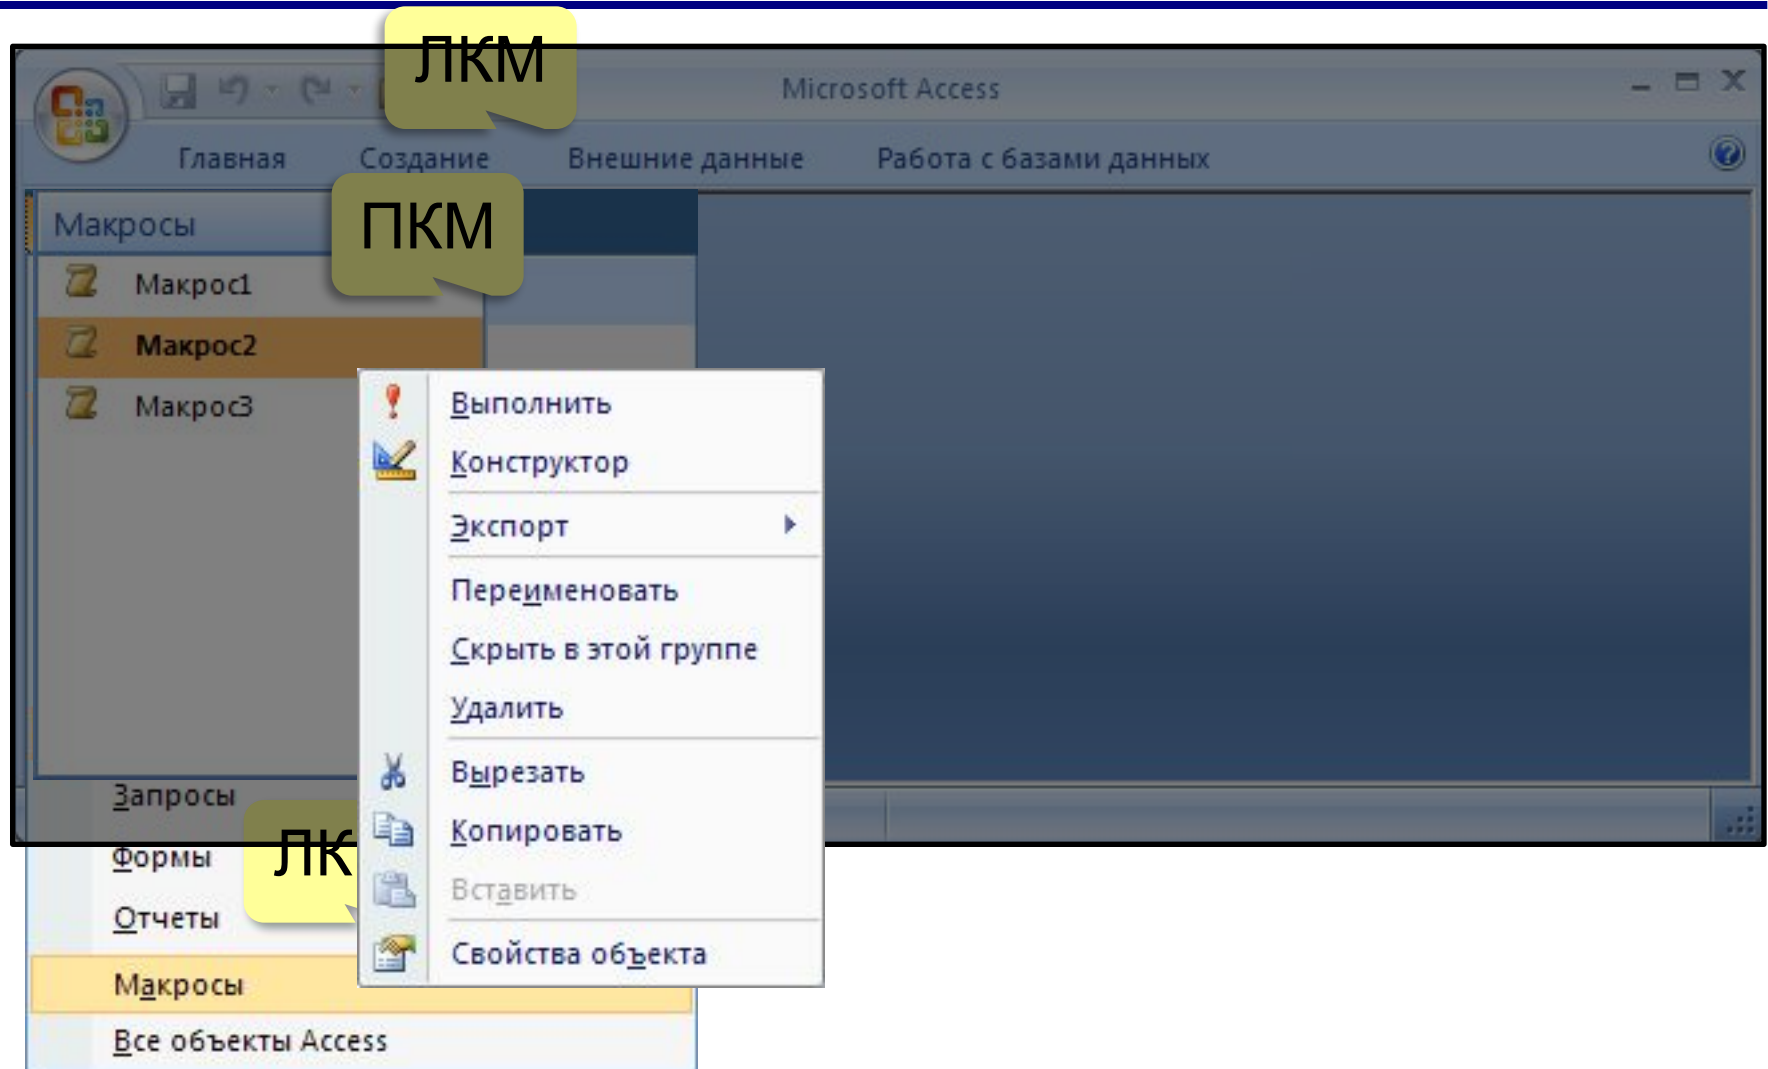 ЛКМ
Microsoft Access
Главная Создание Внешние данные Работа с базами данных
Макросы
ПКМ
Макрос1
Макрос2
Макрос3
Выполнить
Конструктор
Экспорт
Переименовать
Скрыть в этой группе
Удалить
Вырезать
Копировать
Вставить
Свойства объекта
Запросы
ЛК
Формы
Отчеты
Макросы
Все объекты Access